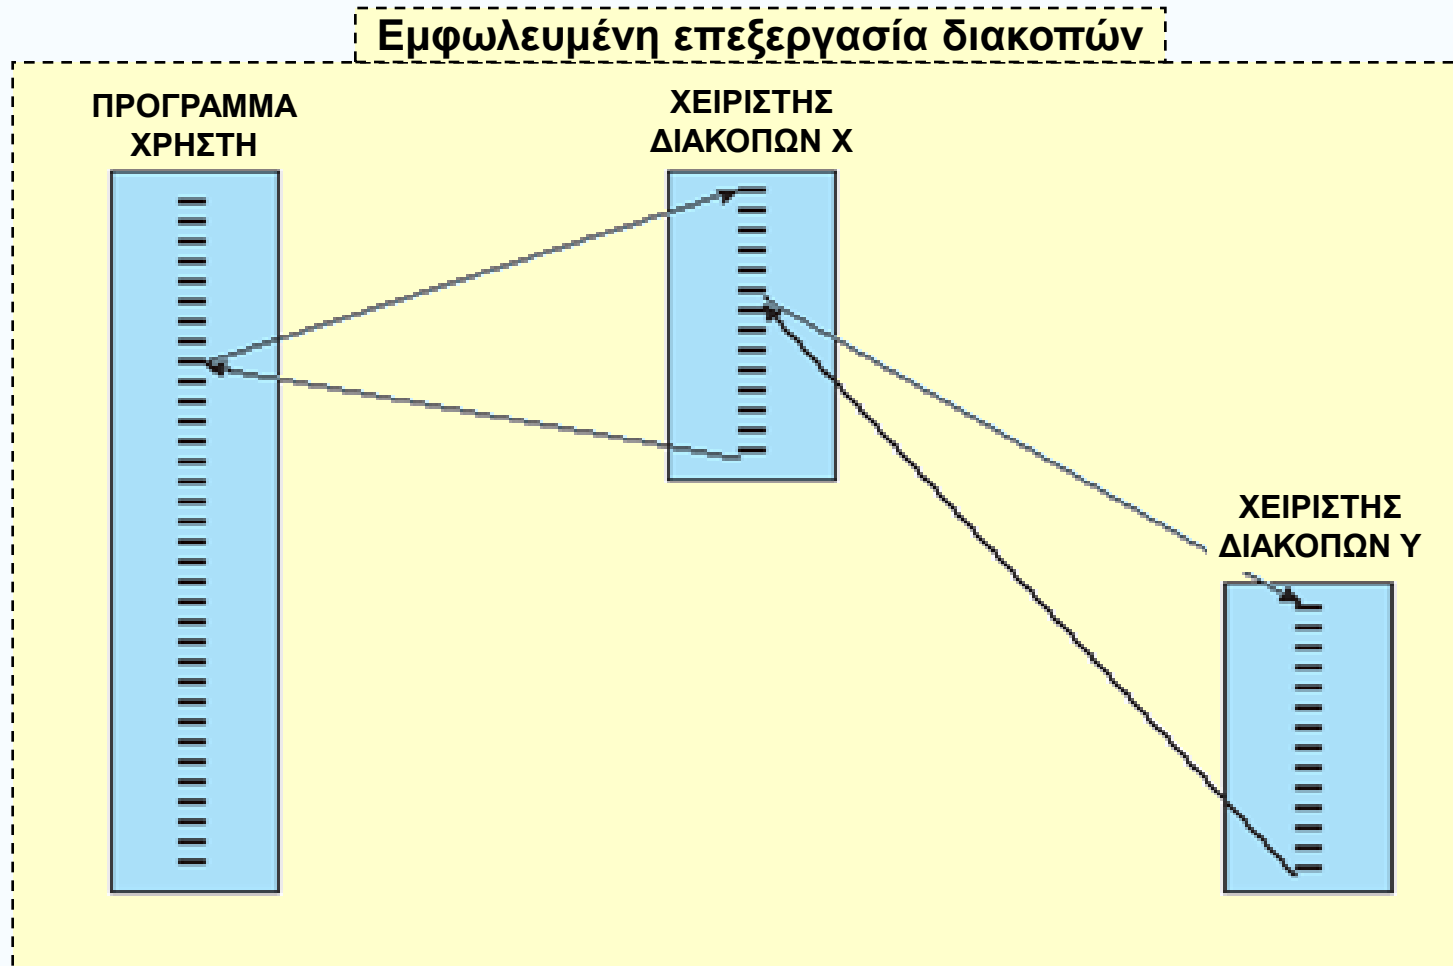 Εμφωλευμένη επεξεργασία διακοπών
ΠΡΟΓΡΑΜΜΑ
ΧΡΗΣΤΗ
ΧΕΙΡΙΣΤΗΣ
ΔΙΑΚΟΠΩΝ Χ
ΧΕΙΡΙΣΤΗΣ
ΔΙΑΚΟΠΩΝ Υ